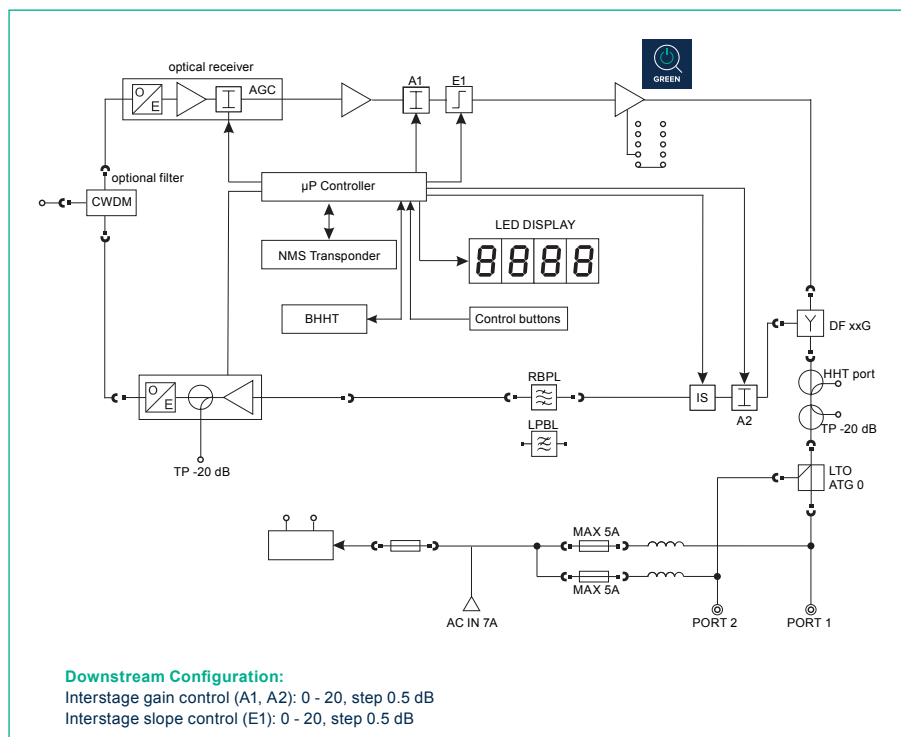 GREEN
optical receiver
O
E
AGC
A1
E1
optional filter
CWDM
µP Controller
NMS Transponder
LED DISPLAY
8888
BHHT
Control buttons
DF xxG
HHT port
TP -20 dB
O
E
TP -20 dB
RBPL
LPBL
IS
A2
LTO
ATG 0
MAX 5A
MAX 5A
AC IN 7A
PORT 2
PORT 1
Downstream Configuration:
Interstage gain control (A1, A2): 0 - 20, step 0.5 dB
Interstage slope control (E1): 0 - 20, step 0.5 dB